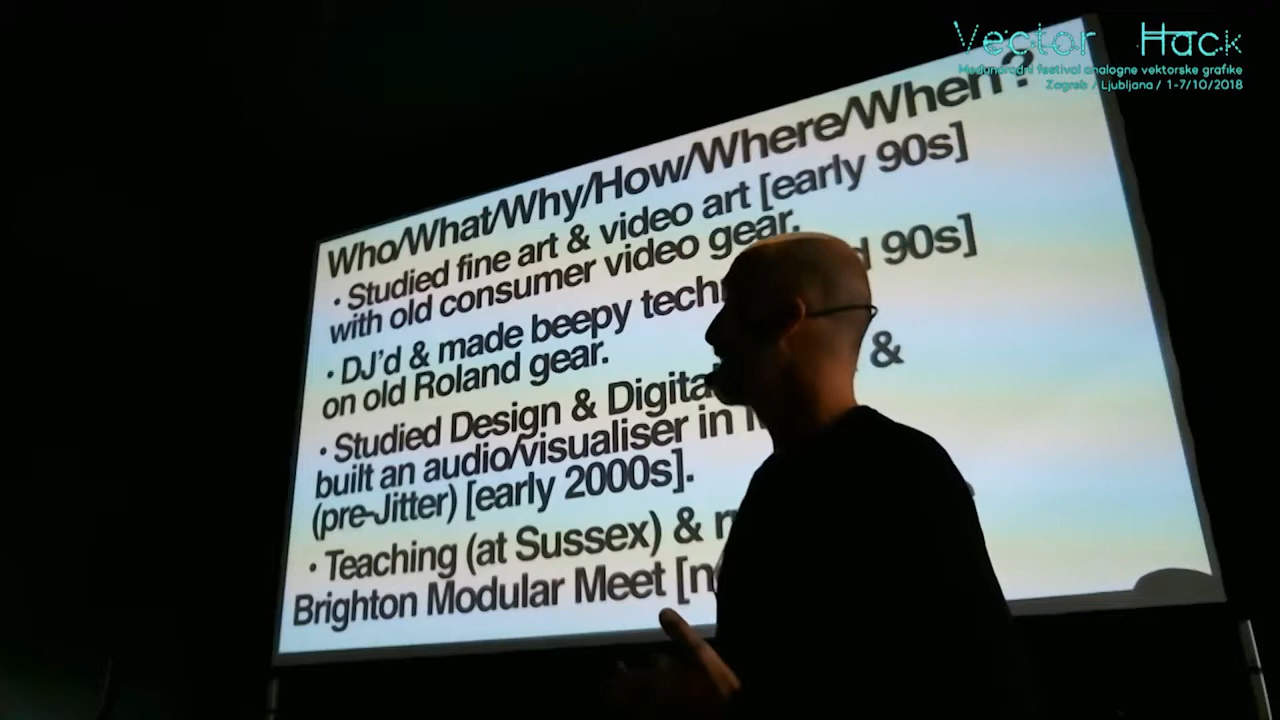 Vector Hack
Međunarodni festival analogne vektorske grafike
Zagreb / Ljubljana / 1-7/10/2018
Who/What/Why/How/Where/When?
• Studied fine art & video art [early 90s]
with old consumer video gear.
• DJ'd & made beepy 90s]
on old Roland gear.
• Studied Design & &
built an audio/visualiser in
(pre-Jitter) [early 2000s].
• Teaching (at Sussex) &
Brighton Modular Meet